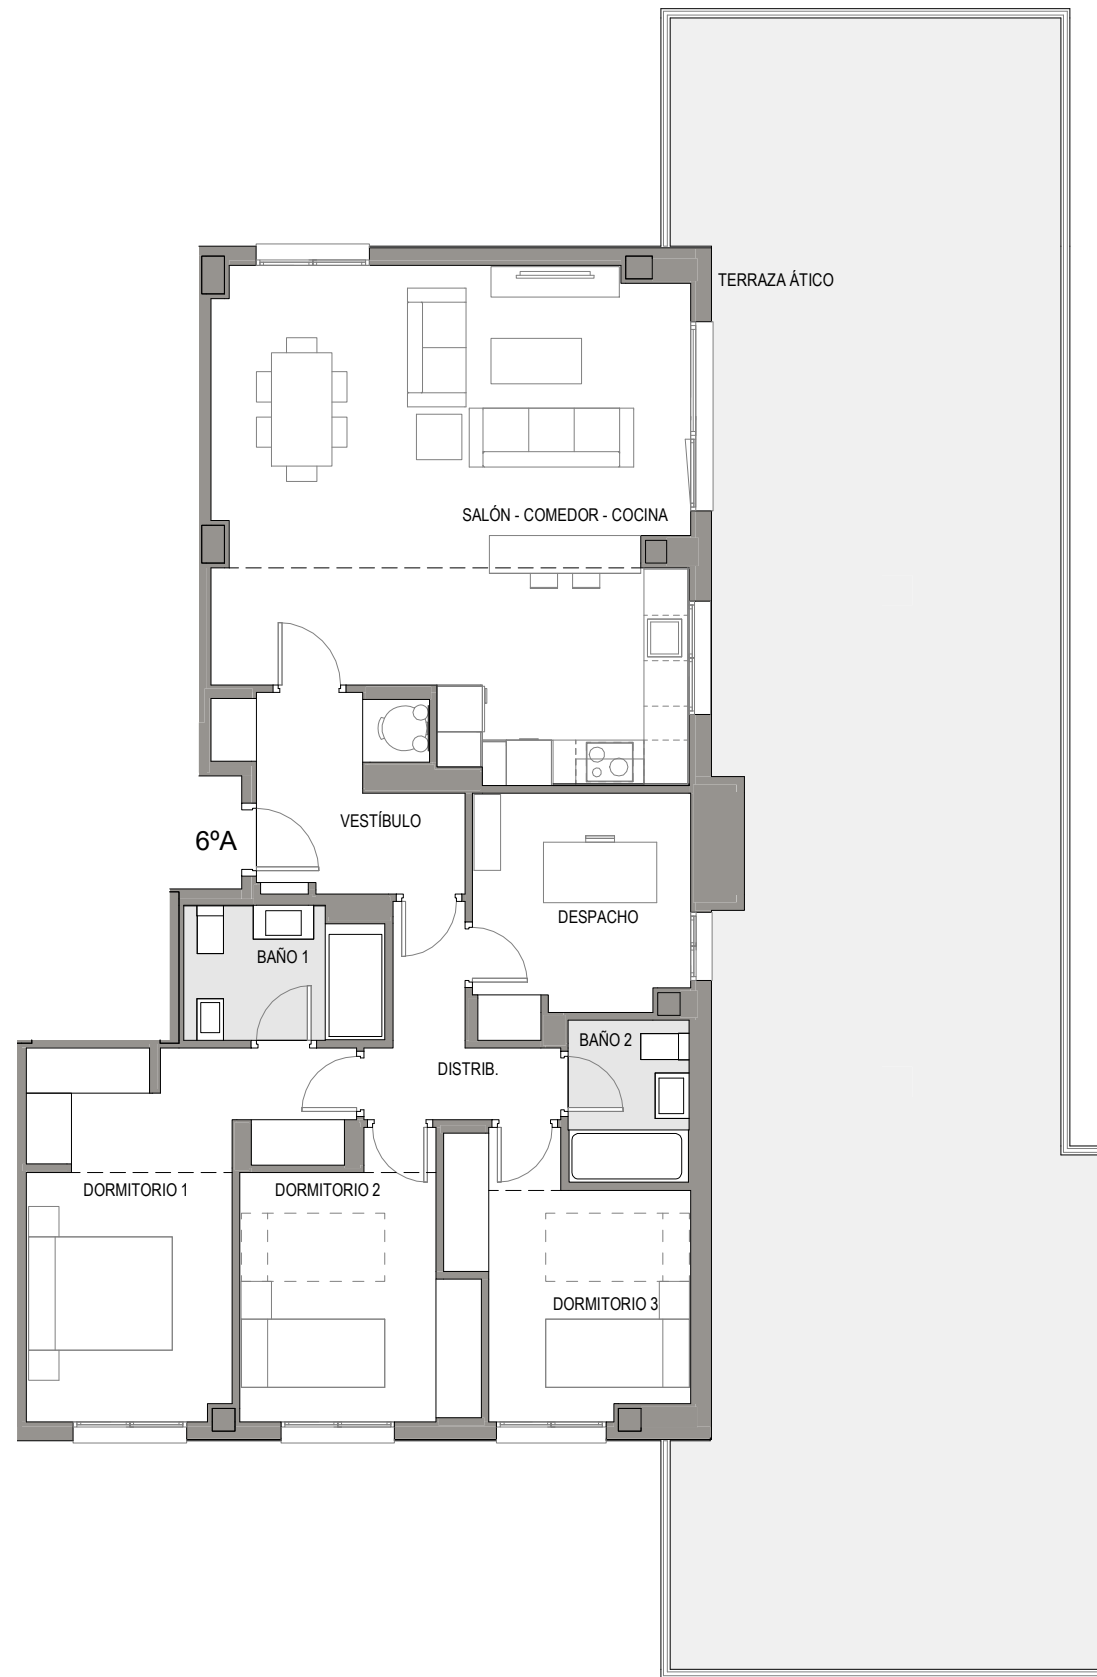 TERRAZA ÁTICO
SALÓN - COMEDOR - COCINA
VESTÍBULO
6ºA
DESPACHO
BAÑO 1
BAÑO 2
DISTRIB.
DORMITORIO 1
DORMITORIO 2
DORMITORIO 3